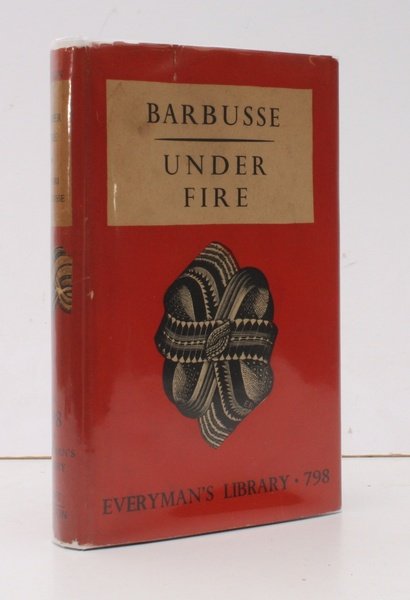 BARBUSSE
UNDER
FIRE
EVERYMAN'S LIBRARY · 798